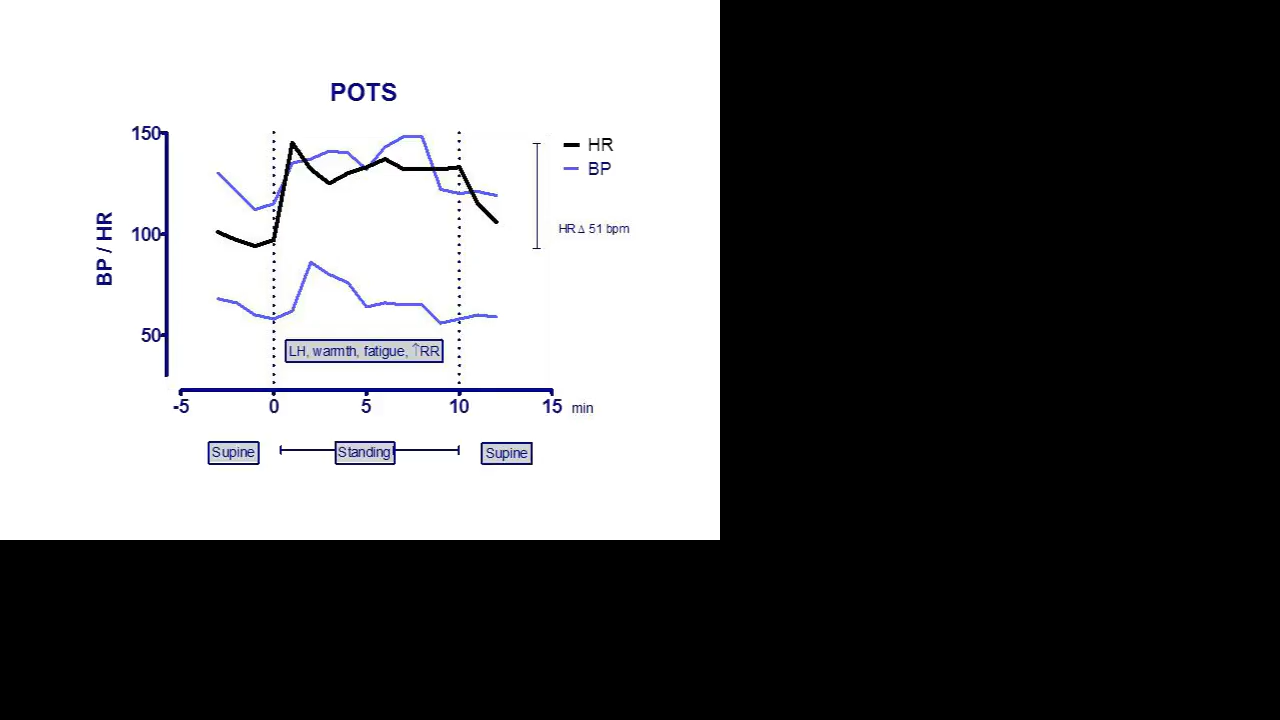 POTS
150
100
50
BP / HR
HR
BP
HR Δ 51 bpm
LH, warmth, fatigue, ↑RR
-5 0 5 10 15 min
Supine Standing Supine